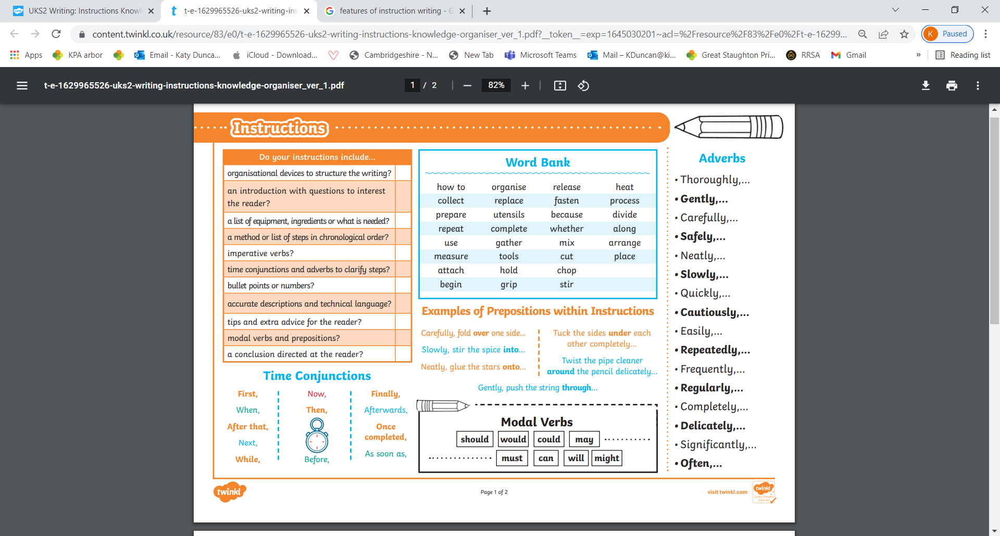 UKS2 Writing: Instructions Knowl
t-e-1629965526-uks2-writing-ins
features of instruction writing - G
content.twinkl.co.uk/resource/83/e0/t-e-1629965526-uks2-writing-instructions-knowledge-organiser_ver_1.pdf?__token__=exp=1645030201~acl=%2Fresource%2F83%2Fe0%2Ft-e-16299...
K Paused
Apps KPA arbor Email - Katy Dunca... iCloud - Download... Cambridgeshire - N... New Tab Microsoft Teams Mail – KDuncan@ki... Great Staughton Pri... RRSA Gmail » Reading list
t-e-1629965526-uks2-writing-instructions-knowledge-organiser_ver_1.pdf 1 / 2 82%
Instructions
Do your instructions include...
organisational devices to structure the writing?
an introduction with questions to interest
the reader?
a list of equipment, ingredients or what is needed?
a method or list of steps in chronological order?
imperative verbs?
time conjunctions and adverbs to clarify steps?
bullet points or numbers?
accurate descriptions and technical language?
tips and extra advice for the reader?
modal verbs and prepositions?
a conclusion directed at the reader?
Time Conjunctions
First,
When,
After that,
Next,
While,
Now,
Then,
Before,
Finally,
Afterwards,
Once
completed,
As soon as,
Word Bank
how to organise release heat
collect replace fasten process
prepare utensils because divide
repeat complete whether along
use gather mix arrange
measure tools cut place
attach hold chop
begin grip stir
Examples of Prepositions within Instructions
Carefully, fold over one side...
Slowly, stir the spice into...
Neatly, glue the stars onto...
Tuck the sides under each
other completely...
Twist the pipe cleaner
around the pencil delicately...
Gently, push the string through...
Modal Verbs
should would could may
must can will might
Adverbs
• Thoroughly,...
• Gently,...
• Carefully,...
• Safely,...
• Neatly,...
• Slowly,...
• Quickly,...
• Cautiously,...
• Easily,...
• Repeatedly,...
• Frequently,...
• Regularly,...
• Completely,...
• Delicately,...
• Significantly,...
• Often,...
twinkl
Page 1 of 2
visit twinkl.com
twinkl
Quality Standard
Approved